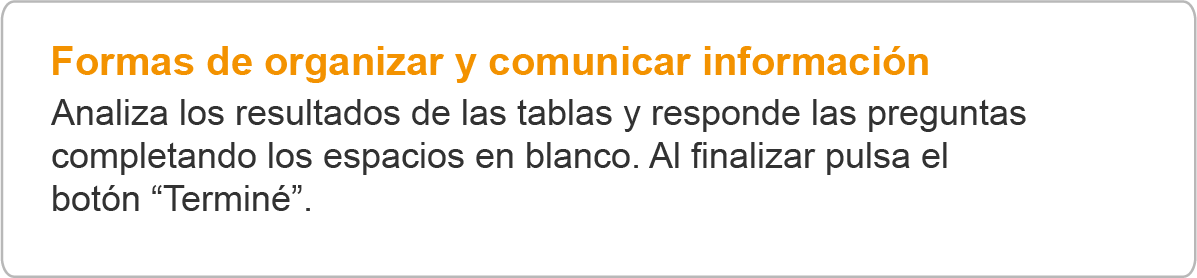 Formas de organizar y comunicar información
Analiza los resultados de las tablas y responde las preguntas
completando los espacios en blanco. Al finalizar pulsa el
botón “Terminé”.